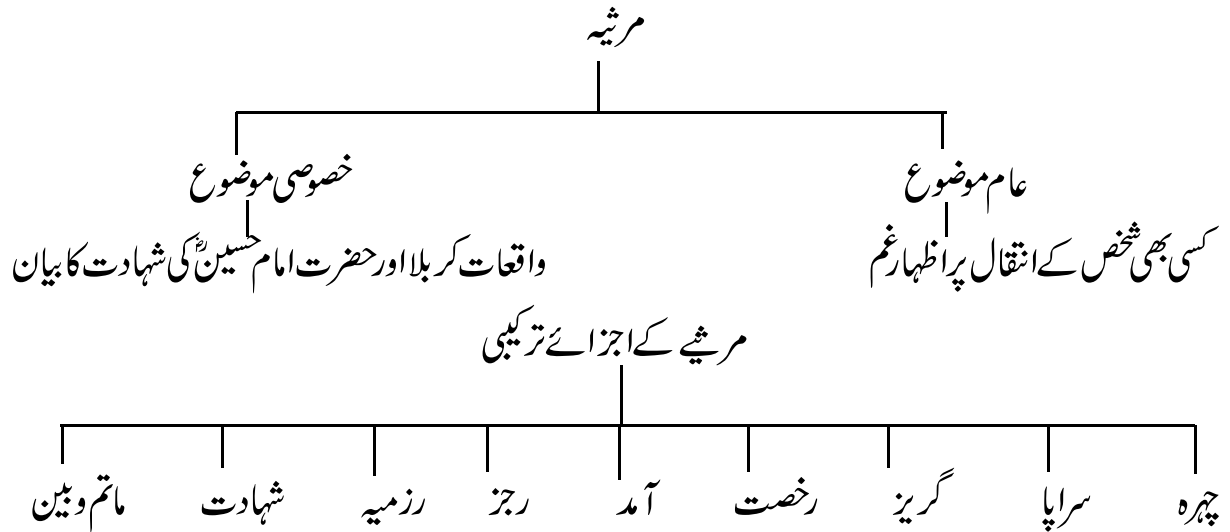 مرثیہ
عام موضوع خصوصی موضوع
کسی بھی شخص کے انتقال پر اظہار غم واقعات کربلا اور حضرت امام حسینؓ کی شہادت کا بیان
مرثیے کے اجزائے ترکیبی
چہرہ سراپا گریز رخصت آمد رجز رزمیہ شہادت ماتم و بین